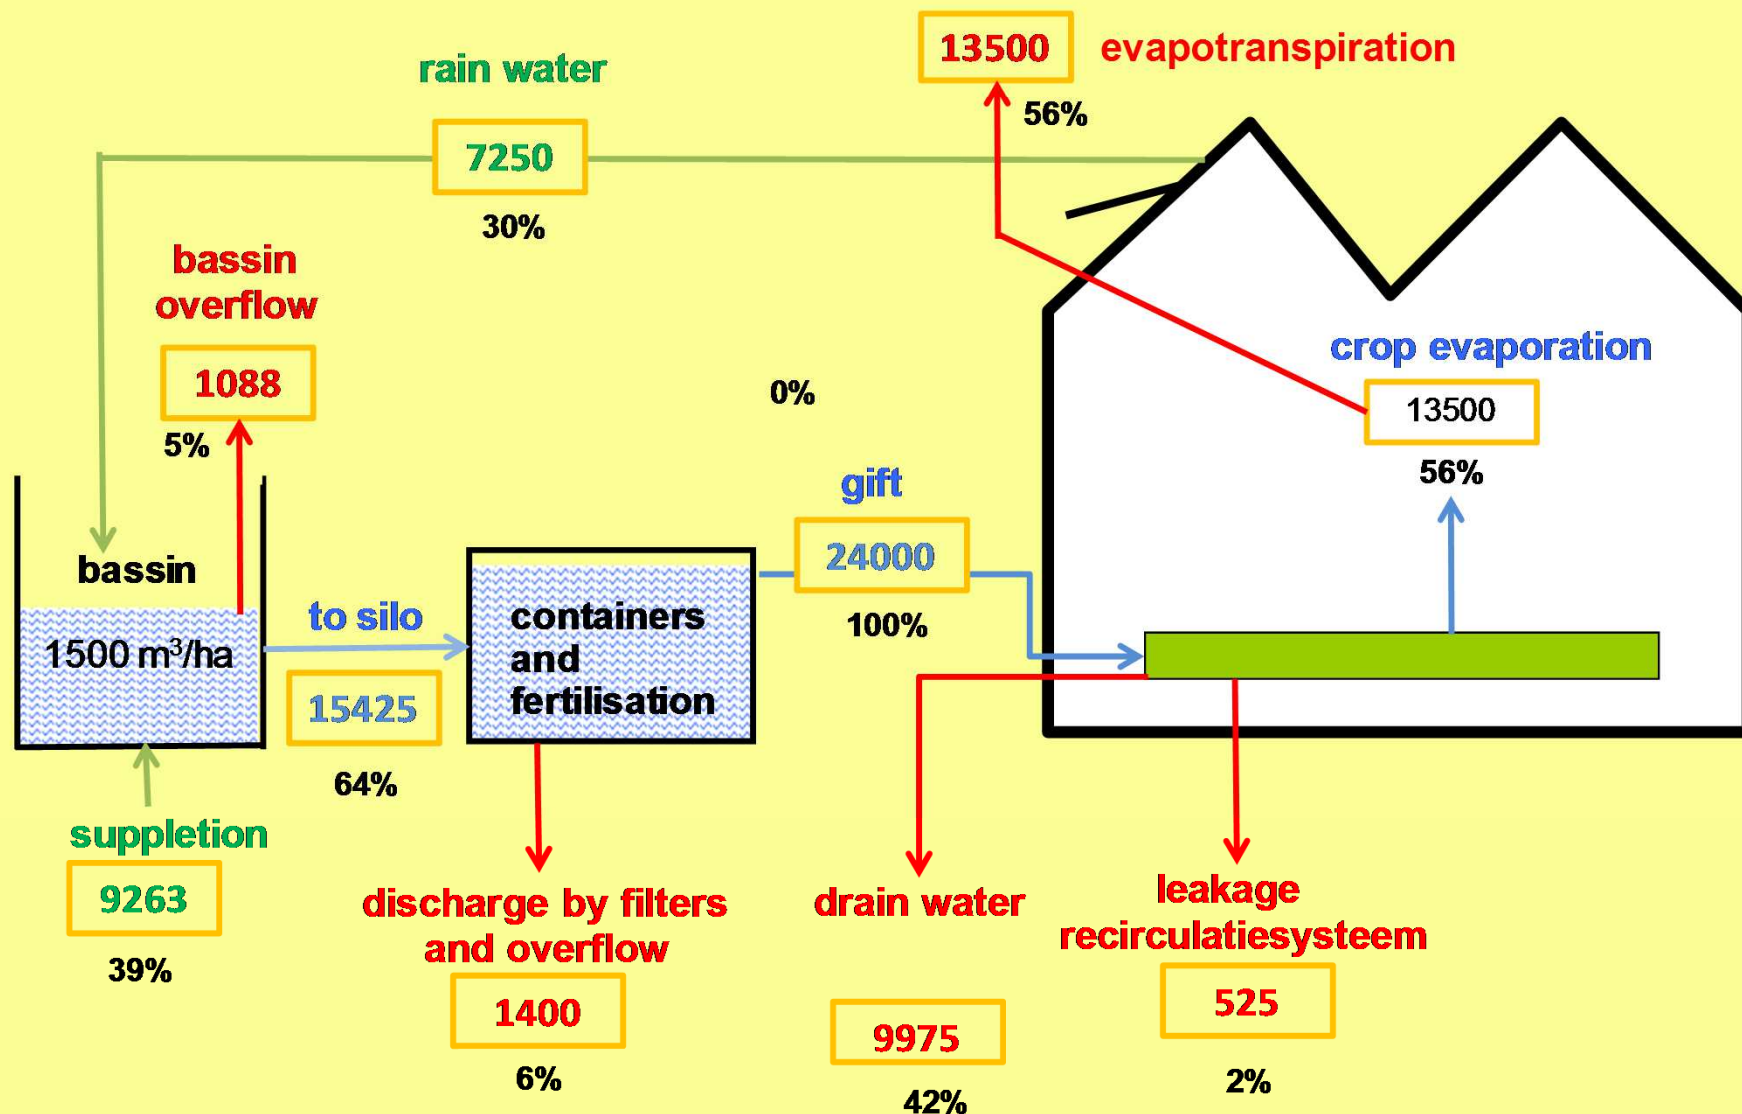 13500
evapotranspiration
56%
rain water
7250
30%
bassin
overflow
1088
5%
0%
crop evaporation
13500
56%
gift
24000
100%
bassin
1500 m³/ha
to silo
15425
64%
containers
and
fertilisation
suppletion
9263
39%
discharge by filters
and overflow
1400
6%
drain water
9975
42%
leakage
recirculatiesysteem
525
2%